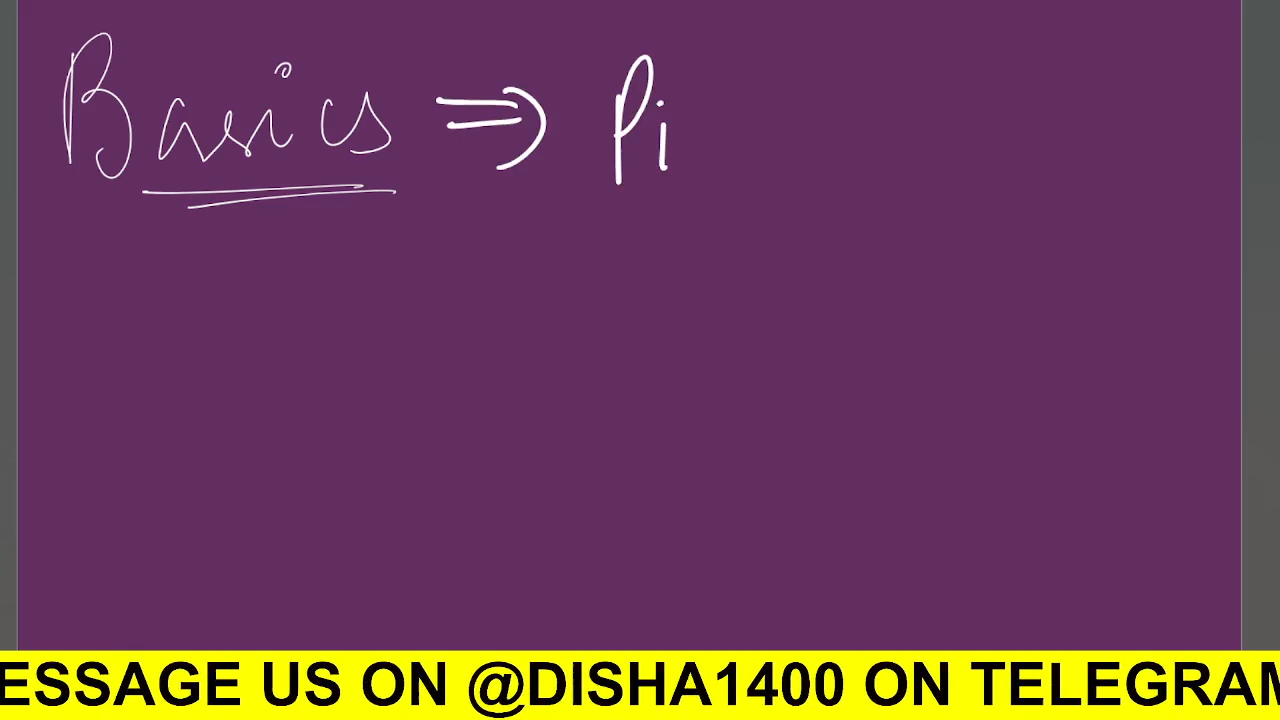 Basics ⇒ Pi
ESSAGE US ON @DISHA1400 ON TELEGRAM